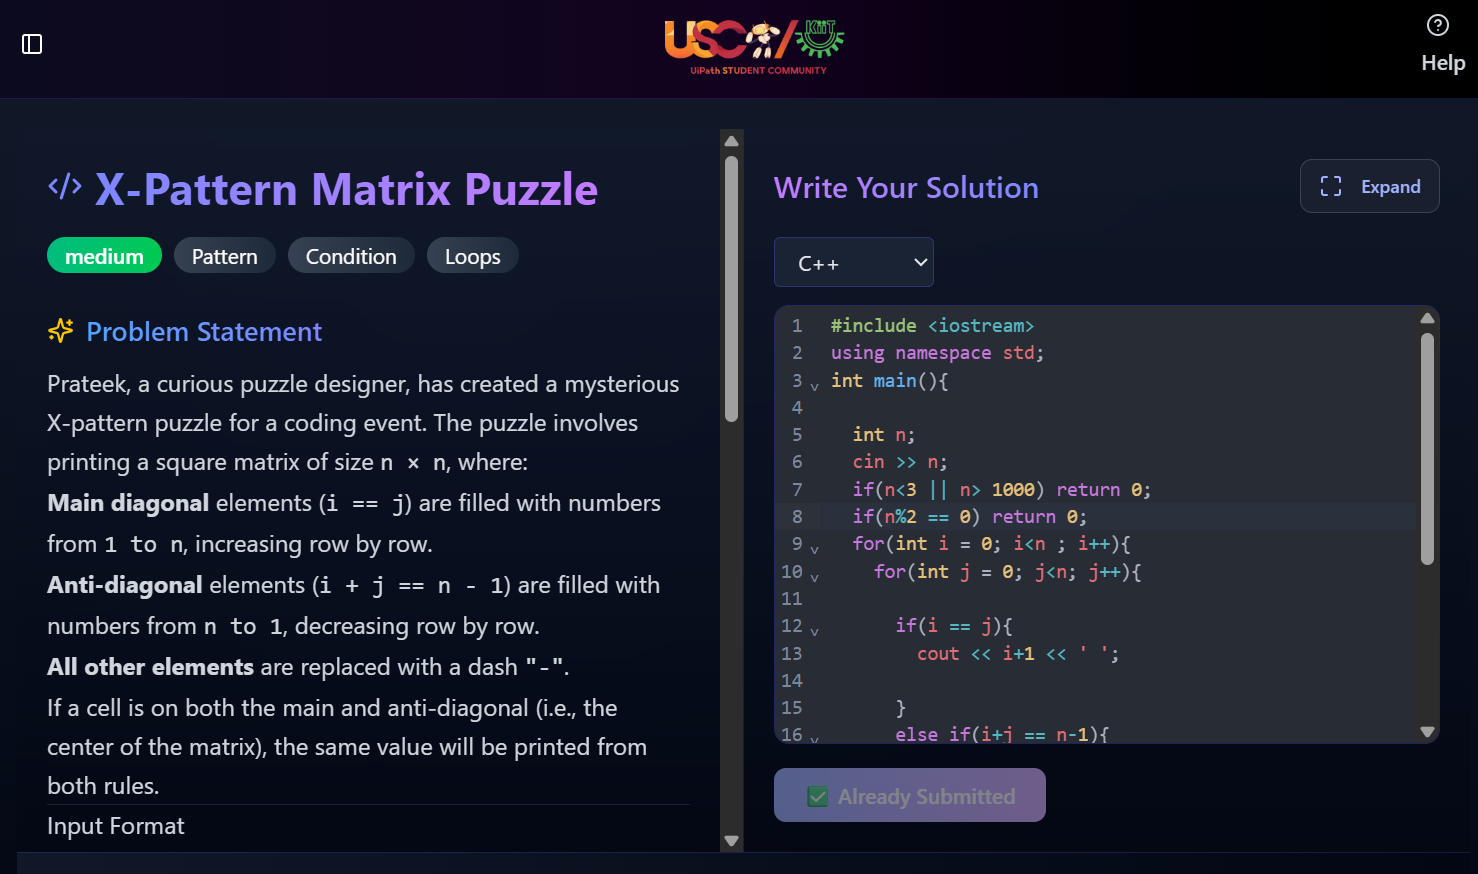 USC/KIIT
UiPath STUDENT COMMUNITY
Help
</> X-Pattern Matrix Puzzle
medium Pattern Condition Loops
Problem Statement
Prateek, a curious puzzle designer, has created a mysterious
X-pattern puzzle for a coding event. The puzzle involves
printing a square matrix of size n × n, where:
Main diagonal elements (i == j) are filled with numbers
from 1 to n, increasing row by row.
Anti-diagonal elements (i + j == n - 1) are filled with
numbers from n to 1, decreasing row by row.
All other elements are replaced with a dash "-".
If a cell is on both the main and anti-diagonal (i.e., the
center of the matrix), the same value will be printed from
both rules.
Input Format
Write Your Solution
Expand
C++
1 #include <iostream>
2 using namespace std;
3 int main(){
4
5 int n;
6 cin >> n;
7 if(n<3 || n> 1000) return 0;
8 if(n%2 == 0) return 0;
9 for(int i = 0; i<n ; i++){
10 for(int j = 0; j<n; j++){
11
12 if(i == j){
13 cout << i+1 << ' ';
14
15 }
16 else if(i+j == n-1){
Already Submitted